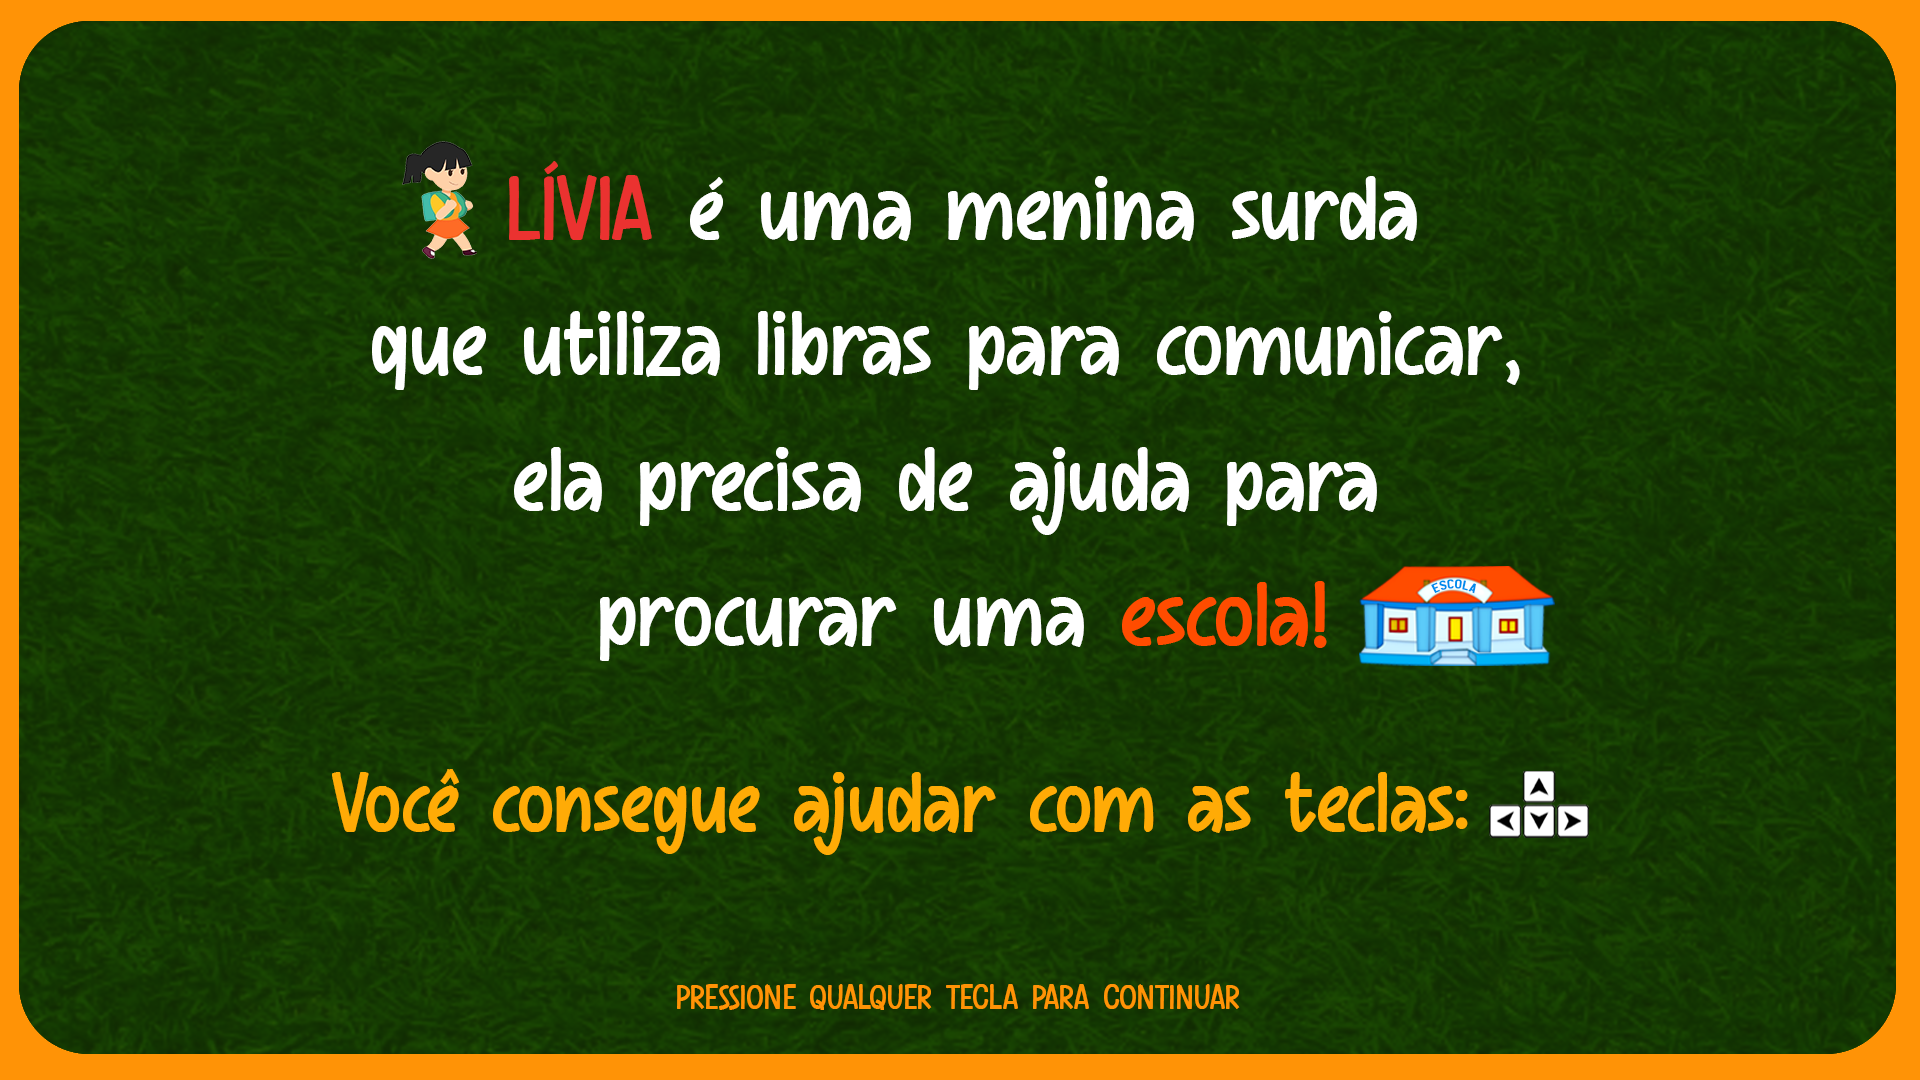 LÍVIA é uma menina surda
que utiliza libras para comunicar,
ela precisa de ajuda para
procurar uma escola!
ESCOLA
Você consegue ajudar com as teclas:
PRESSIONE QUALQUER TECLA PARA CONTINUAR